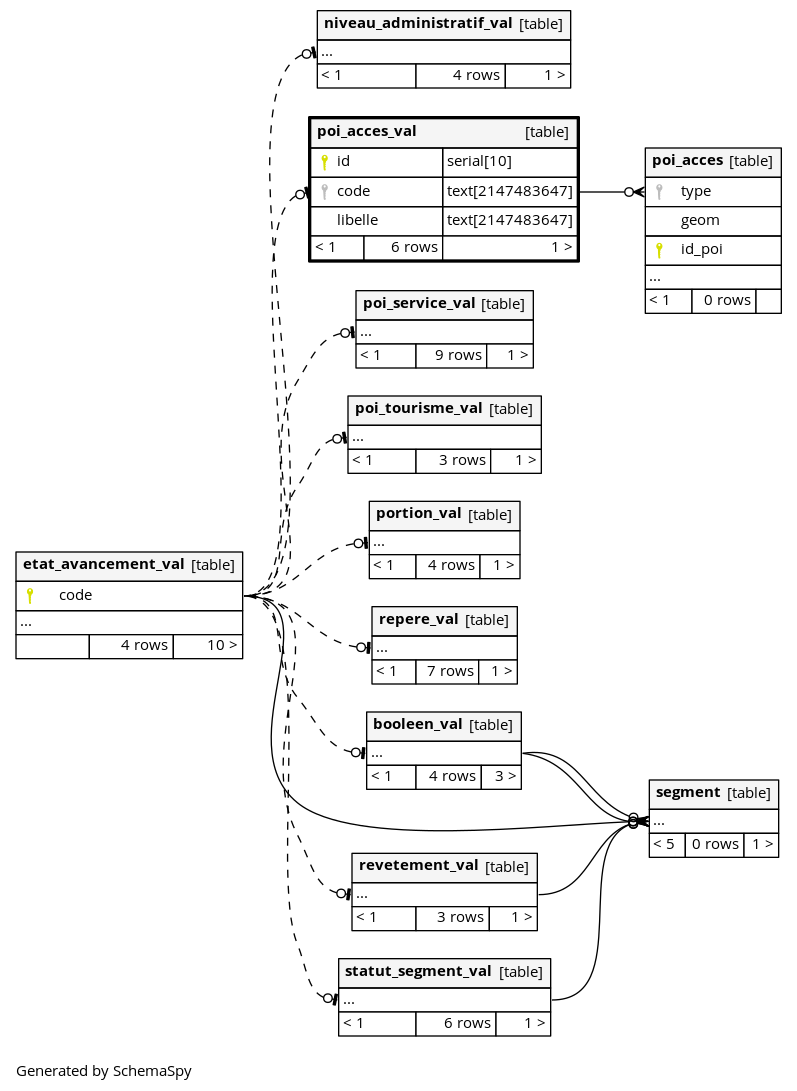 niveau_administratif_val [table]
...
< 1 4 rows 1 >
poi_acces_val [table]
id serial[10]
code text[2147483647]
libelle text[2147483647]
< 1 6 rows 1 >
poi_acces [table]
type
geom
id_poi
...
< 1 0 rows
poi_service_val [table]
...
< 1 9 rows 1 >
poi_tourisme_val [table]
...
< 1 3 rows 1 >
portion_val [table]
...
< 1 4 rows 1 >
etat_avancement_val [table]
code
...
4 rows 10 >
repere_val [table]
...
< 1 7 rows 1 >
booleen_val [table]
...
< 1 4 rows 3 >
segment [table]
...
< 5 0 rows 1 >
revetement_val [table]
...
< 1 3 rows 1 >
statut_segment_val [table]
...
< 1 6 rows 1 >
Generated by SchemaSpy